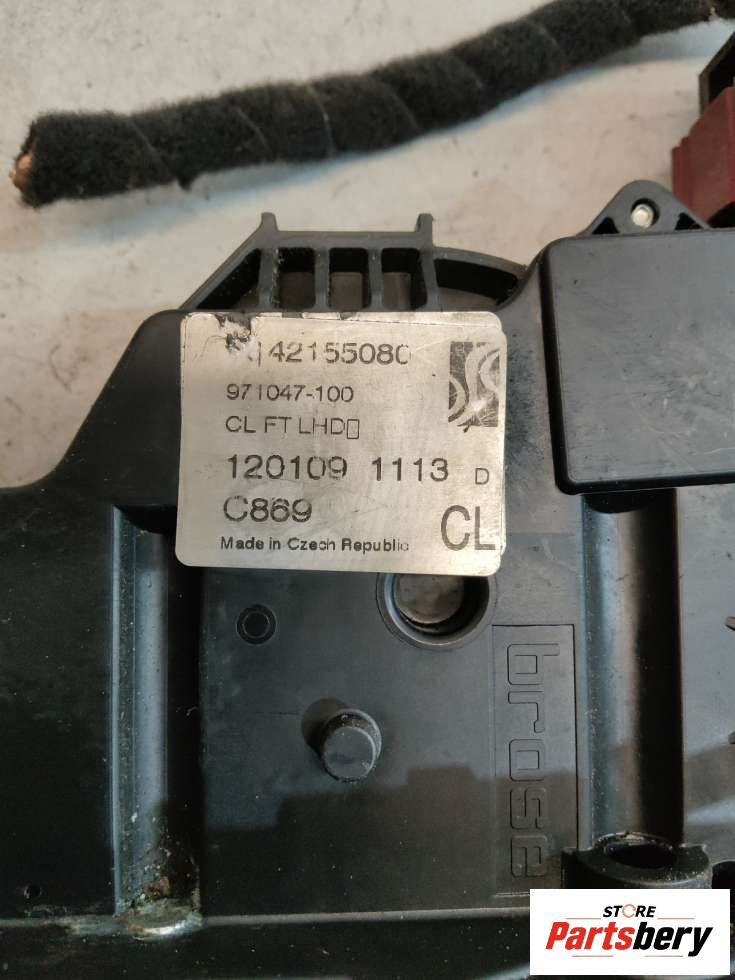 42155080
971047-100
CL FT LHD
120109 1113 D
C869
CL
Made in Czech Republic
brose
STORE
Partsbery